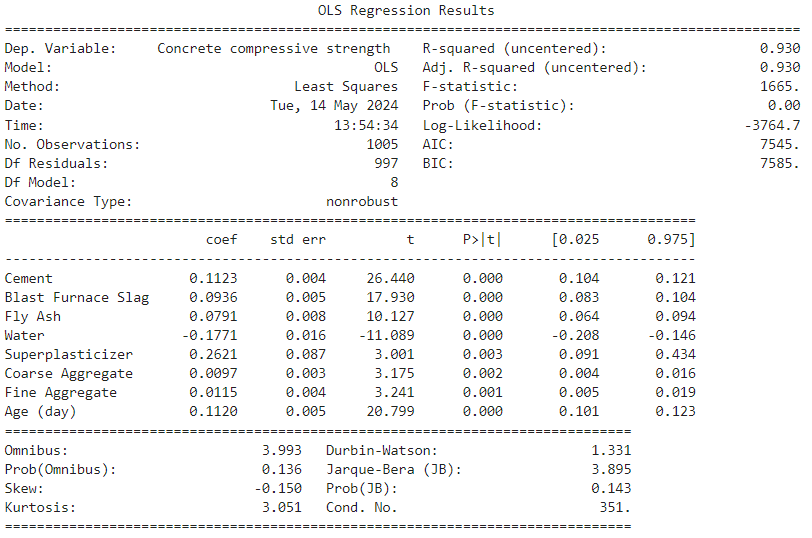 OLS Regression Results
==============================================================================
Dep. Variable: Concrete compressive strength R-squared (uncentered): 0.930
Model: OLS Adj. R-squared (uncentered): 0.930
Method: Least Squares F-statistic: 1665.
Date: Tue, 14 May 2024 Prob (F-statistic): 0.00
Time: 13:54:34 Log-Likelihood: -3764.7
No. Observations: 1005 AIC: 7545.
Df Residuals: 997 BIC: 7585.
Df Model: 8
Covariance Type: nonrobust
==============================================================================
coef std err t P>|t| [0.025 0.975]
------------------------------------------------------------------------------
Cement 0.1123 0.004 26.440 0.000 0.104 0.121
Blast Furnace Slag 0.0936 0.005 17.930 0.000 0.083 0.104
Fly Ash 0.0791 0.008 10.127 0.000 0.064 0.094
Water -0.1771 0.016 -11.089 0.000 -0.208 -0.146
Superplasticizer 0.2621 0.087 3.001 0.003 0.091 0.434
Coarse Aggregate 0.0097 0.003 3.175 0.002 0.004 0.016
Fine Aggregate 0.0115 0.004 3.241 0.001 0.005 0.019
Age (day) 0.1120 0.005 20.799 0.000 0.101 0.123
==============================================================================
Omnibus: 3.993 Durbin-Watson: 1.331
Prob(Omnibus): 0.136 Jarque-Bera (JB): 3.895
Skew: -0.150 Prob(JB): 0.143
Kurtosis: 3.051 Cond. No. 351.
==============================================================================